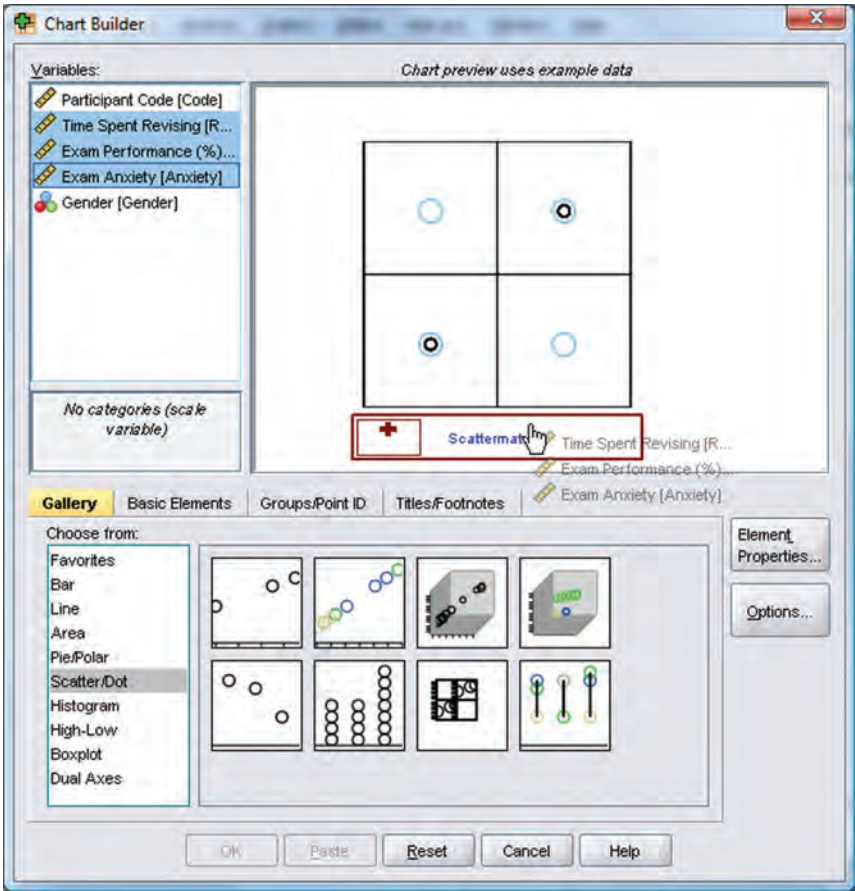 Chart Builder
Variables:
Chart preview uses example data
Participant Code [Code]
Time Spent Revising [R...
Exam Performance (%)...
Exam Anxiety [Anxiety]
Gender [Gender]
No categories (scale
variable)
Scattermat
Time Spent Revising [R...
Exam Performance (%)...
Exam Anxiety [Anxiety]
Gallery
Basic Elements
Groups/Point ID
Titles/Footnotes
Choose from:
Favorites
Bar
Line
Area
Pie/Polar
Scatter/Dot
Histogram
High-Low
Boxplot
Dual Axes
Element
Properties...
Options...
OK
Paste
Reset
Cancel
Help